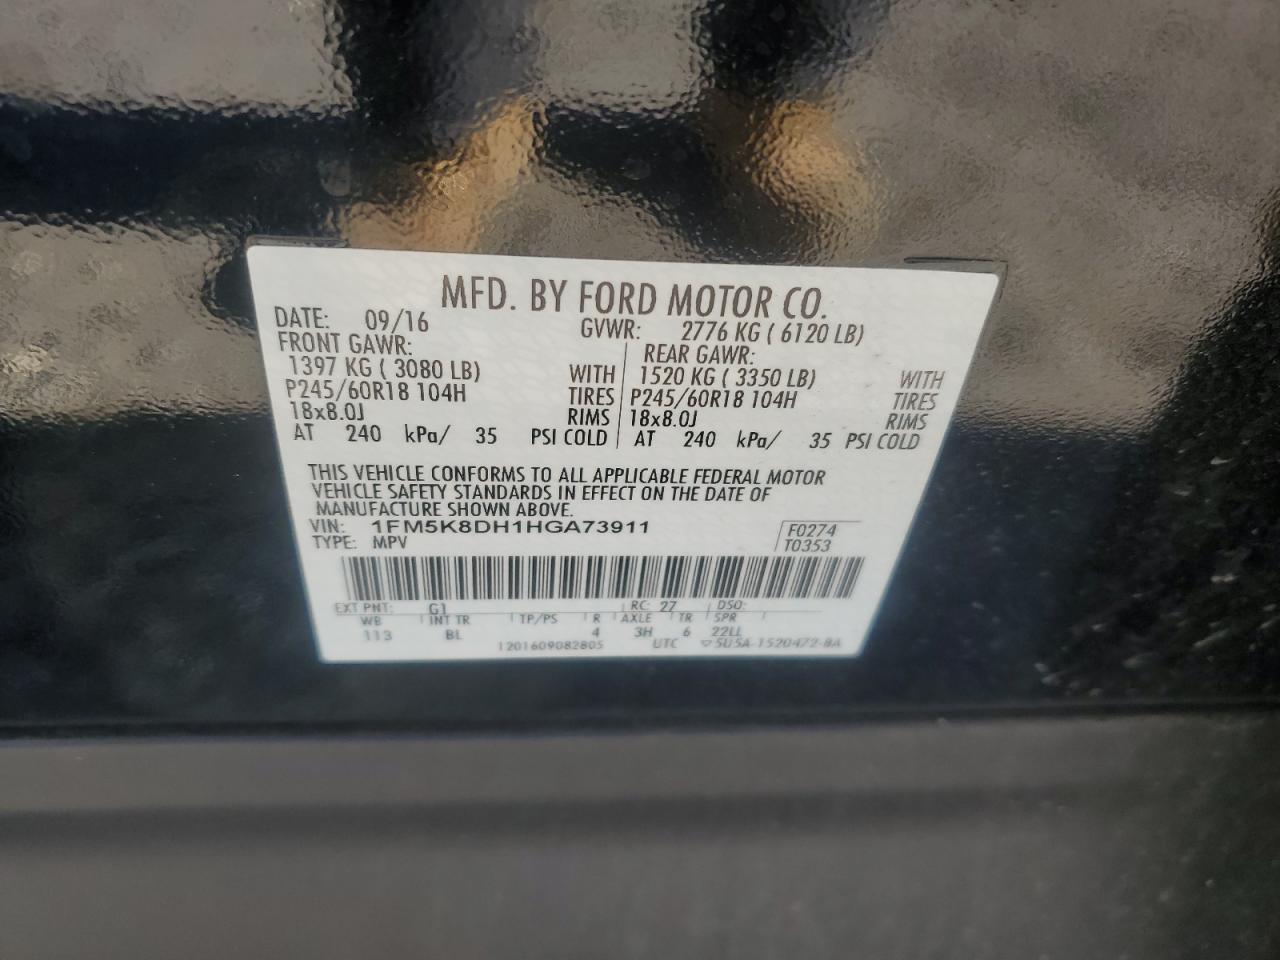 MFD. BY FORD MOTOR CO.
DATE: 09/16 GVWR: 2776 KG ( 6120 LB)
FRONT GAWR: REAR GAWR:
1397 KG ( 3080 LB) WITH 1520 KG ( 3350 LB) WITH
P245/60R18 104H TIRES P245/60R18 104H TIRES
18x8.0J RIMS 18x8.0J RIMS
AT 240 kPa/ 35 PSI COLD AT 240 kPa/ 35 PSI COLD
THIS VEHICLE CONFORMS TO ALL APPLICABLE FEDERAL MOTOR
VEHICLE SAFETY STANDARDS IN EFFECT ON THE DATE OF
MANUFACTURE SHOWN ABOVE.
VIN: 1FM5K8DH1HGA73911 F0274
TYPE: MPV T0353
EXT PNT: G1 RC: 27 DSO:
WB INT TR TP/PS R AXLE TR SPR
113 BL 4 3H 6 22LL
1201609082805 UTC ▽5U5A-1520472-BA